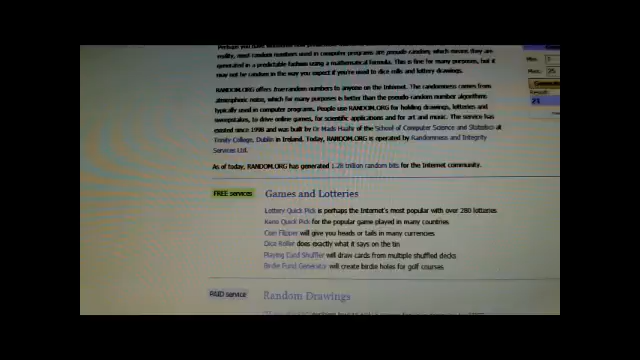 reality, most random numbers used in computer programs are pseudo-random, which means they are
generated in a predictable fashion using a mathematical formula. This is fine for many purposes, but it
may not be random in the way you expect if you're used to dice rolls and lottery drawings.
RANDOM.ORG offers true random numbers to anyone on the Internet. The randomness comes from
atmospheric noise, which for many purposes is better than the pseudo-random number algorithms
typically used in computer programs. People use RANDOM.ORG for holding drawings, lotteries and
sweepstakes, to drive online games, for scientific applications and for art and music. The service has
existed since 1998 and was built by Dr Mads Haahr of the School of Computer Science and Statistics at
Trinity College, Dublin in Ireland. Today, RANDOM.ORG is operated by Randomness and Integrity
Services Ltd.
As of today, RANDOM.ORG has generated 1.28 trillion random bits for the Internet community.
FREE services Games and Lotteries
Lottery Quick Pick is perhaps the Internet's most popular with over 280 lotteries
Keno Quick Pick for the popular game played in many countries
Coin Flipper will give you heads or tails in many currencies
Dice Roller does exactly what it says on the tin
Playing Card Shuffler will draw cards from multiple shuffled decks
Birdie Fund Generator will create birdie holes for golf courses
PAID service Random Drawings
Min: 1
Max: 35
Result:
21